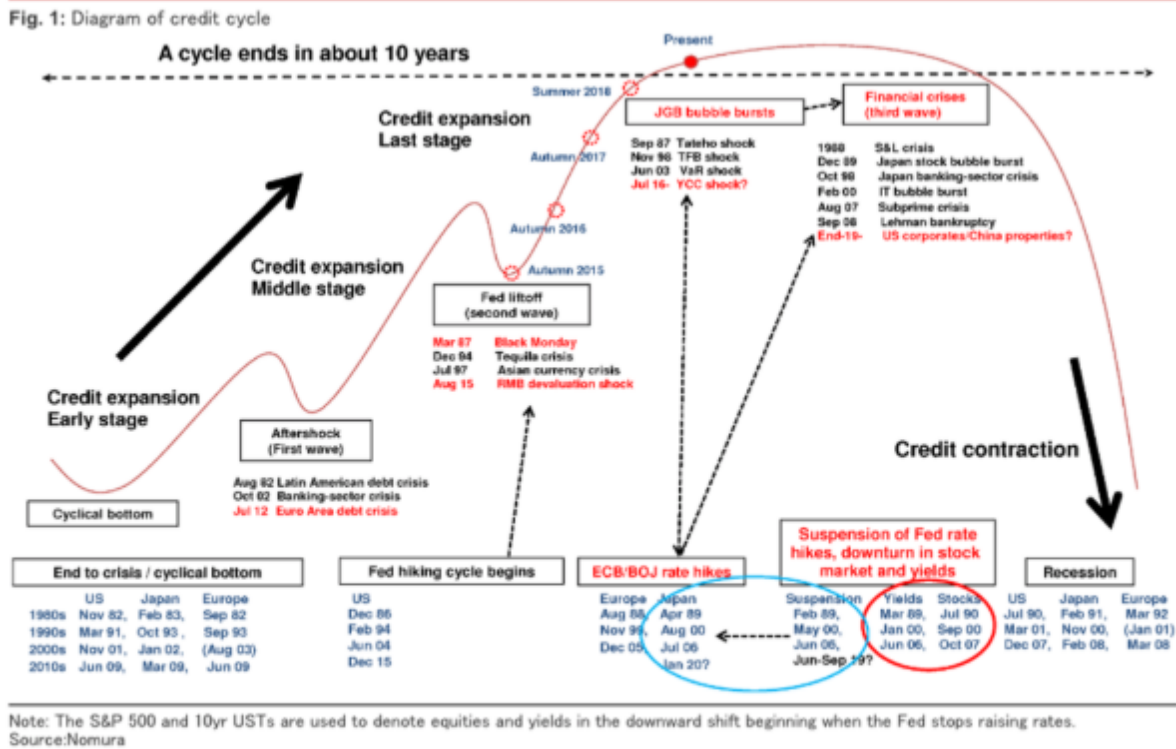 Fig. 1: Diagram of credit cycle
A cycle ends in about 10 years
Present
Summer 2018
Autumn 2017
Autumn 2016
Autumn 2015
Credit expansion
Last stage
Credit expansion
Middle stage
Credit expansion
Early stage
JGB bubble bursts
Sep 87 Tateho shock
Nov 98 TFB shock
Jun 03 VaR shock
Jul 16- YCC shock?
Financial crises
(third wave)
1988 S&L crisis
Dec 89 Japan stock bubble burst
Oct 98 Japan banking-sector crisis
Feb 00 IT bubble burst
Aug 07 Subprime crisis
Sep 08 Lehman bankruptcy
End-19- US corporates/China properties?
Fed liftoff
(second wave)
Mar 87 Black Monday
Dec 94 Tequila crisis
Jul 97 Asian currency crisis
Aug 15 RMB devaluation shock
Aftershock
(First wave)
Aug 82 Latin American debt crisis
Oct 02 Banking-sector crisis
Jul 12 Euro Area debt crisis
Cyclical bottom
Credit contraction
End to crisis / cyclical bottom
US Japan Europe
1980s Nov 82, Feb 83, Sep 82
1990s Mar 91, Oct 93, Sep 93
2000s Nov 01, Jan 02, (Aug 03)
2010s Jun 09, Mar 09, Jun 09
Fed hiking cycle begins
US
Dec 86
Feb 94
Jun 04
Dec 15
ECB/BOJ rate hikes
Europe Japan
Aug 88, Apr 89
Nov 99, Aug 00
Dec 05, Jul 06
Jan 20?
Suspension of Fed rate
hikes, downturn in stock
market and yields
Suspension Yields Stocks
Feb 89, Mar 89, Jul 90
May 00, Jan 00, Sep 00
Jun 06, Jun 06, Oct 07
Jun-Sep 19?
Recession
US Japan Europe
Jul 90, Feb 91, Mar 92
Mar 01, Nov 00, (Jan 01)
Dec 07, Feb 08, Mar 08
Note: The S&P 500 and 10yr USTs are used to denote equities and yields in the downward shift beginning when the Fed stops raising rates.
Source:Nomura